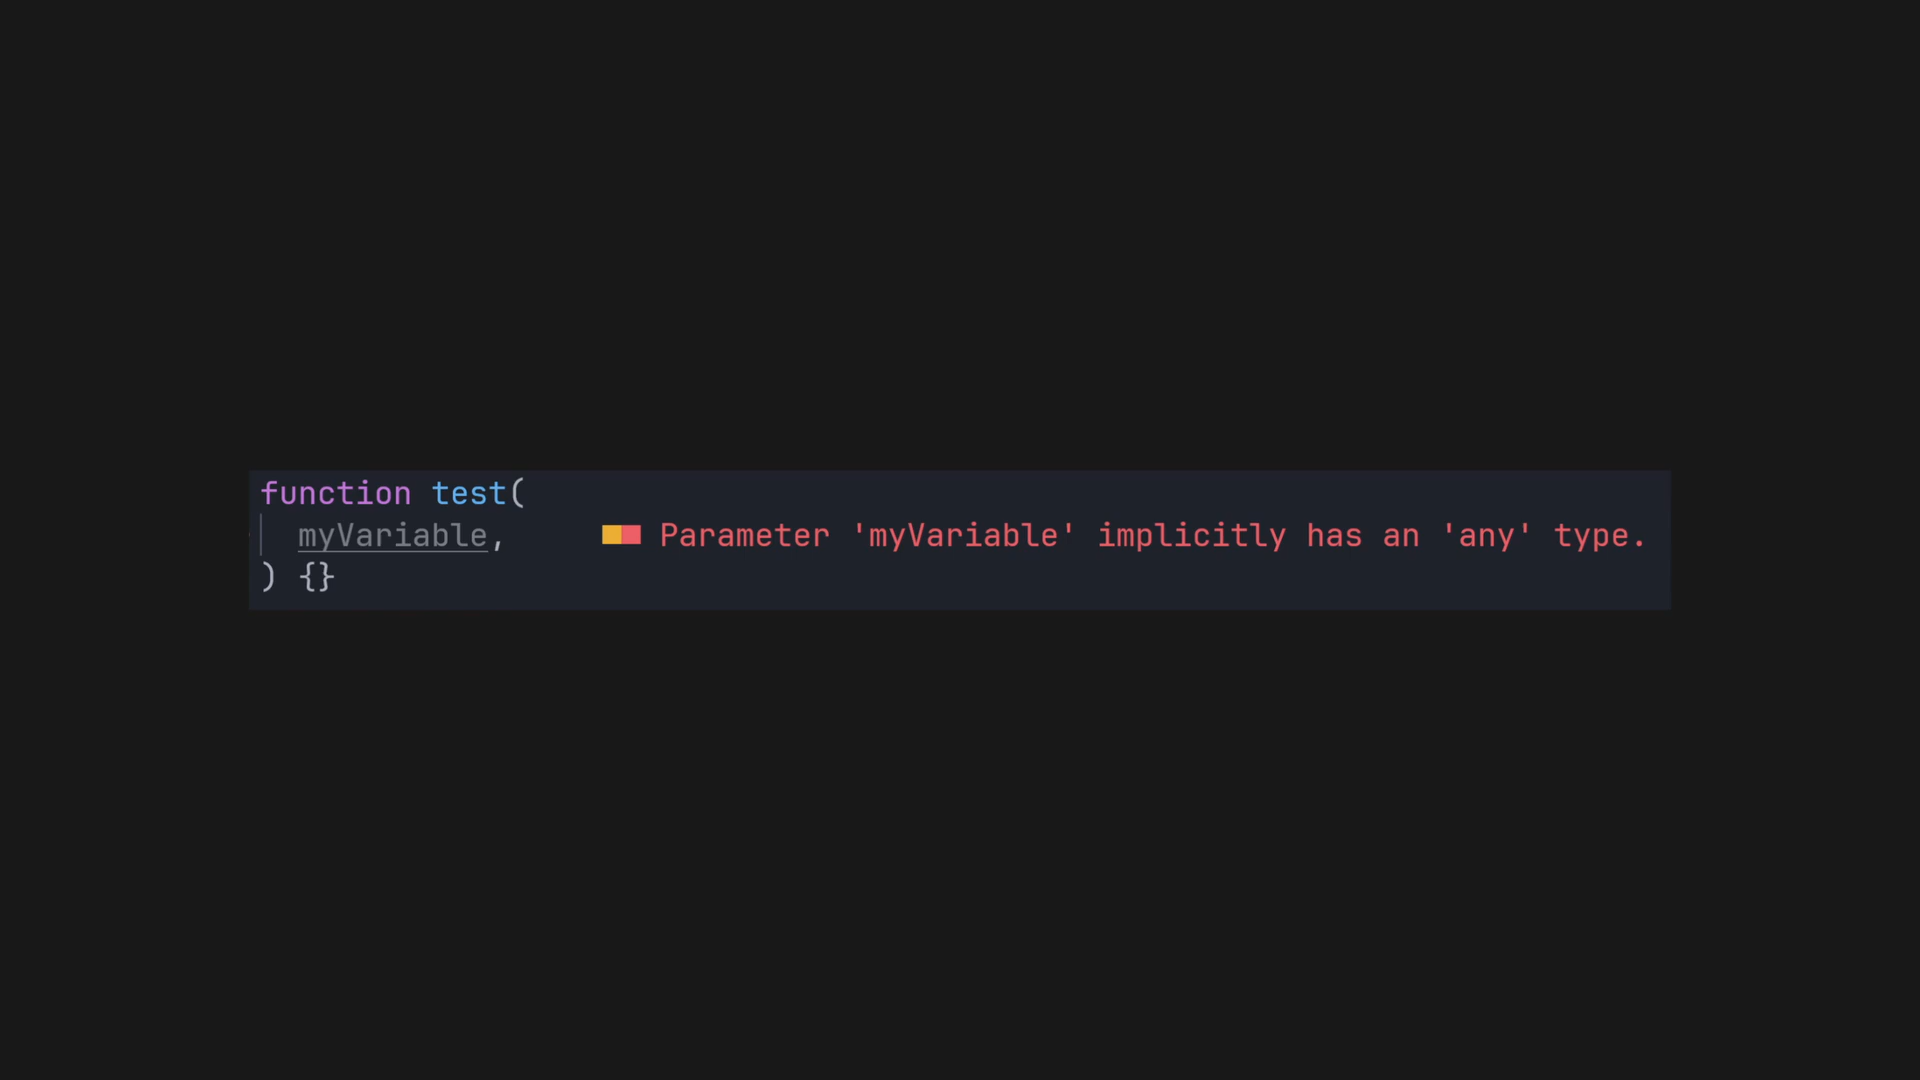 function test(
myVariable, Parameter 'myVariable' implicitly has an 'any' type.
) {}